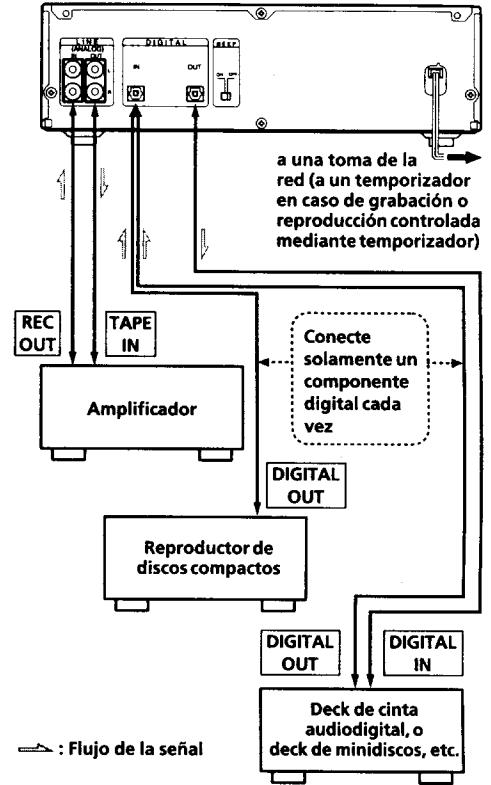 LINE
(ANALOG)
IN OUT
L
R
DIGITAL
IN
OUT
BEEP
ON OFF
a una toma de la
red (a un temporizador
en caso de grabación o
reproducción controlada
mediante temporizador)
REC
OUT
TAPE
IN
Conecte
solamente un
componente
digital cada
vez
Amplificador
DIGITAL
OUT
Reproductor de
discos compactos
DIGITAL
OUT
DIGITAL
IN
Deck de cinta
audiodigital, o
deck de minidiscos, etc.
: Flujo de la señal